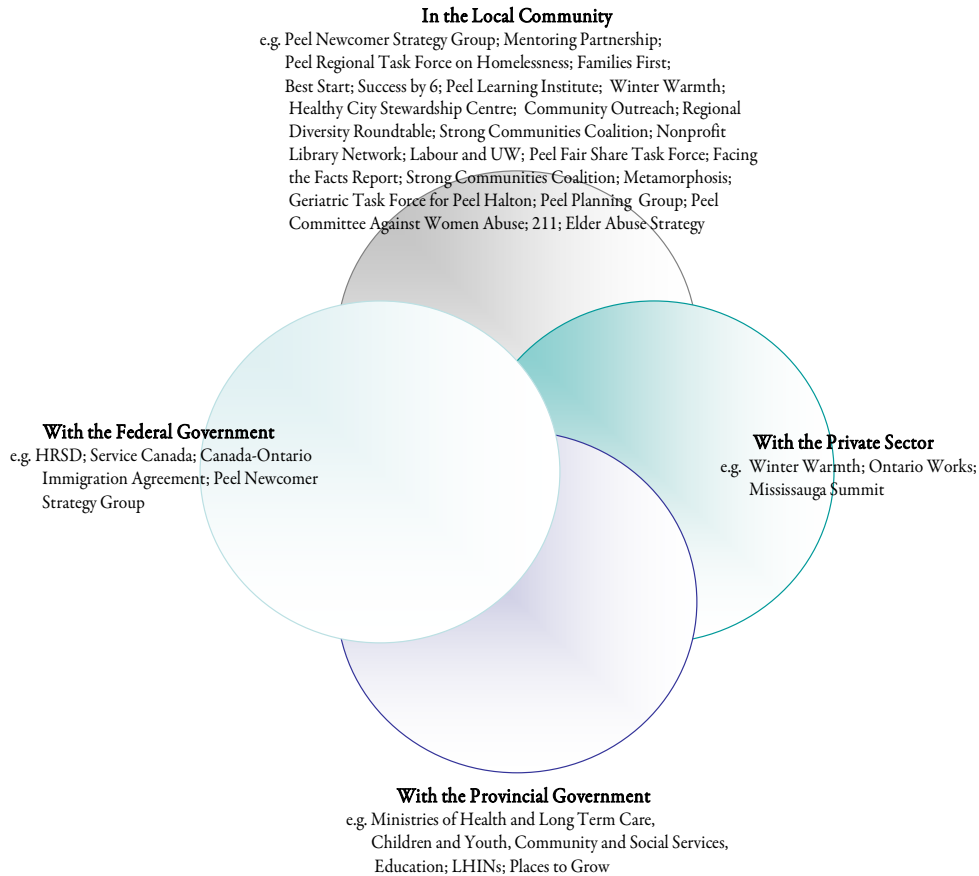 In the Local Community
e.g. Peel Newcomer Strategy Group; Mentoring Partnership;
Peel Regional Task Force on Homelessness; Families First;
Best Start; Success by 6; Peel Learning Institute; Winter Warmth;
Healthy City Stewardship Centre; Community Outreach; Regional
Diversity Roundtable; Strong Communities Coalition; Nonprofit
Library Network; Labour and UW; Peel Fair Share Task Force; Facing
the Facts Report; Strong Communities Coalition; Metamorphosis;
Geriatric Task Force for Peel Halton; Peel Planning Group; Peel
Committee Against Women Abuse; 211; Elder Abuse Strategy
With the Federal Government
e.g. HRSD; Service Canada; Canada-Ontario
Immigration Agreement; Peel Newcomer
Strategy Group
With the Private Sector
e.g. Winter Warmth; Ontario Works;
Mississauga Summit
With the Provincial Government
e.g. Ministries of Health and Long Term Care,
Children and Youth, Community and Social Services,
Education; LHINs; Places to Grow